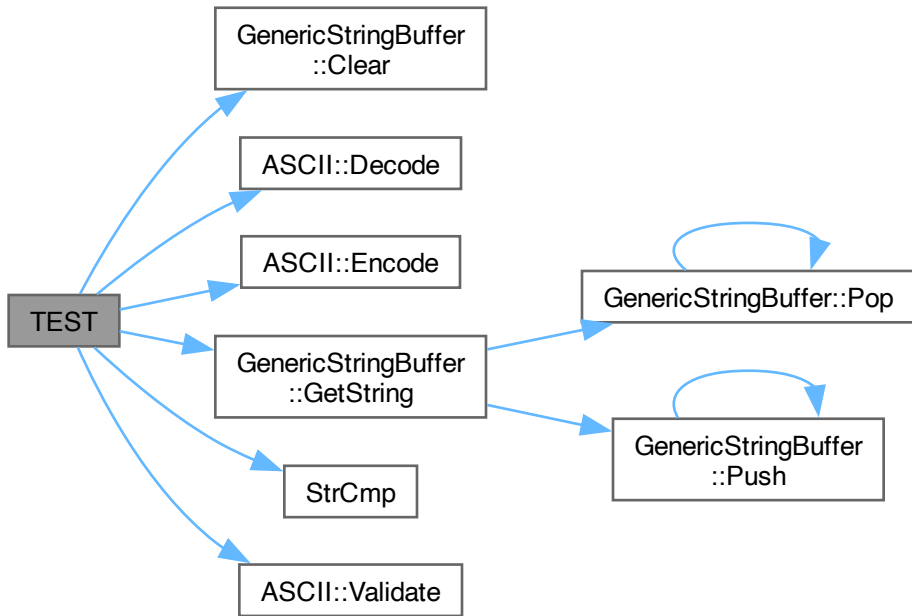 GenericStringBuffer
::Clear
ASCII::Decode
ASCII::Encode
TEST
GenericStringBuffer
::GetString
StrCmp
ASCII::Validate
GenericStringBuffer::Pop
GenericStringBuffer
::Push